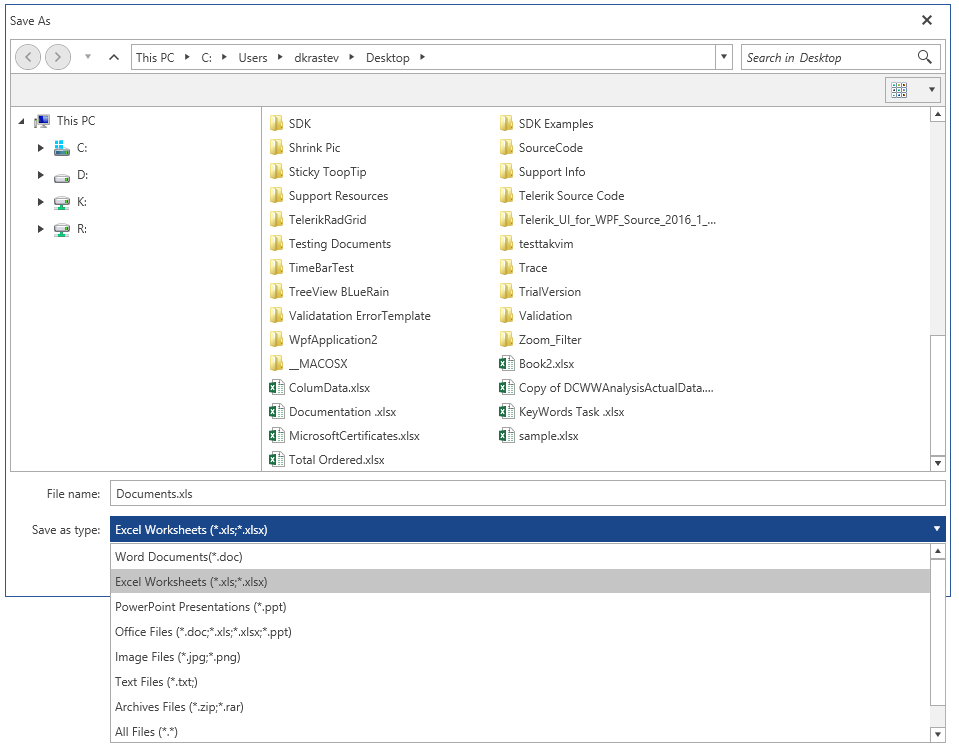 Save As
This PC C: Users dkrastev Desktop
Search in Desktop
This PC
C:
D:
K:
R:
SDK SDK Examples
Shrink Pic SourceCode
Sticky ToopTip Support Info
Support Resources Telerik Source Code
TelerikRadGrid Telerik_UI_for_WPF_Source_2016_1_...
Testing Documents testtakvim
TimeBarTest Trace
TreeView BLueRain TrialVersion
Validatation ErrorTemplate Validation
WpfApplication2 Zoom_Filter
__MACOSX Book2.xlsx
ColumData.xlsx Copy of DCWWAnalysisActualData....
Documentation .xlsx KeyWords Task .xlsx
MicrosoftCertificates.xlsx sample.xlsx
Total Ordered.xlsx
File name: Documents.xls
Save as type: Excel Worksheets (*.xls;*.xlsx)
Word Documents(*.doc)
Excel Worksheets (*.xls;*.xlsx)
PowerPoint Presentations (*.ppt)
Office Files (*.doc;*.xls;*.xlsx;*.ppt)
Image Files (*.jpg;*.png)
Text Files (*.txt;)
Archives Files (*.zip;*.rar)
All Files (*.*)